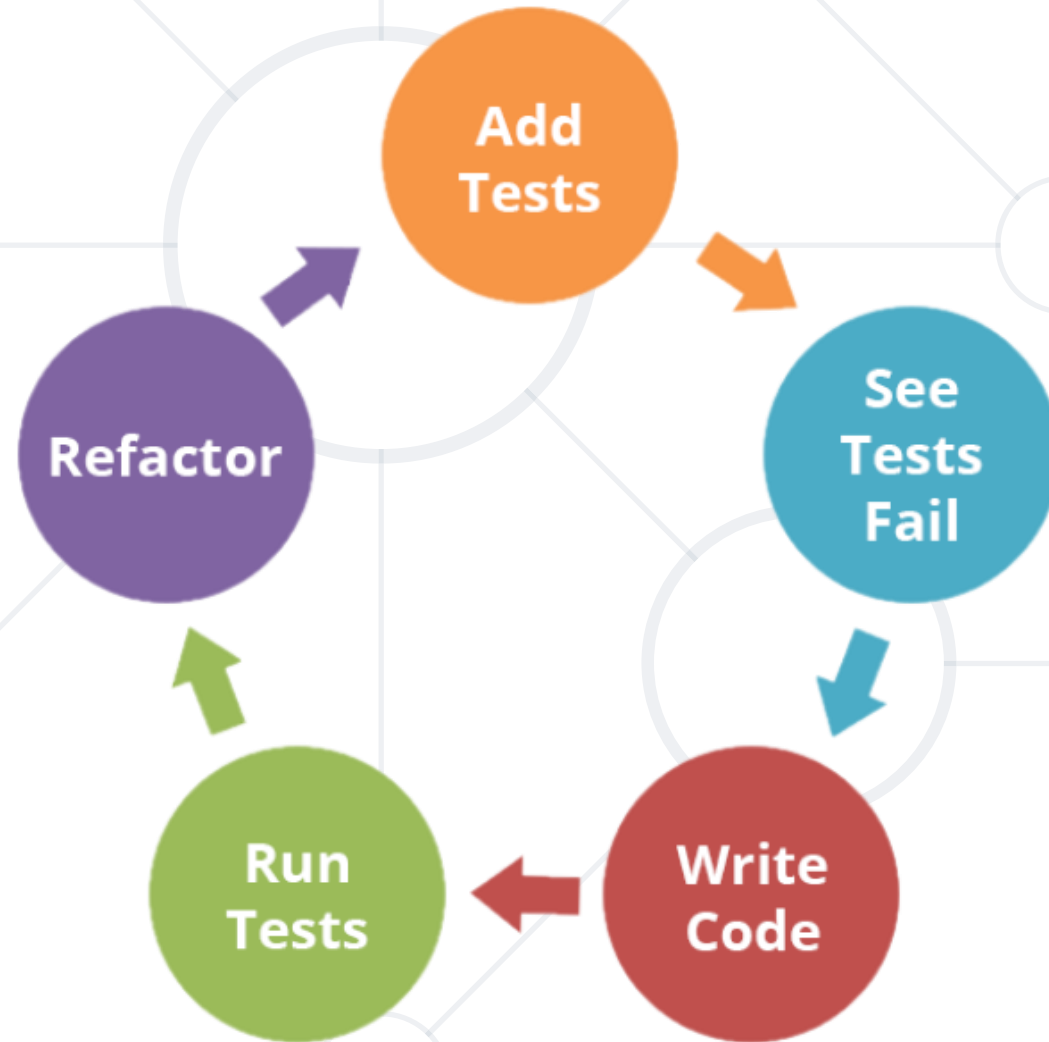 Add
Tests
See
Tests
Fail
Write
Code
Run
Tests
Refactor